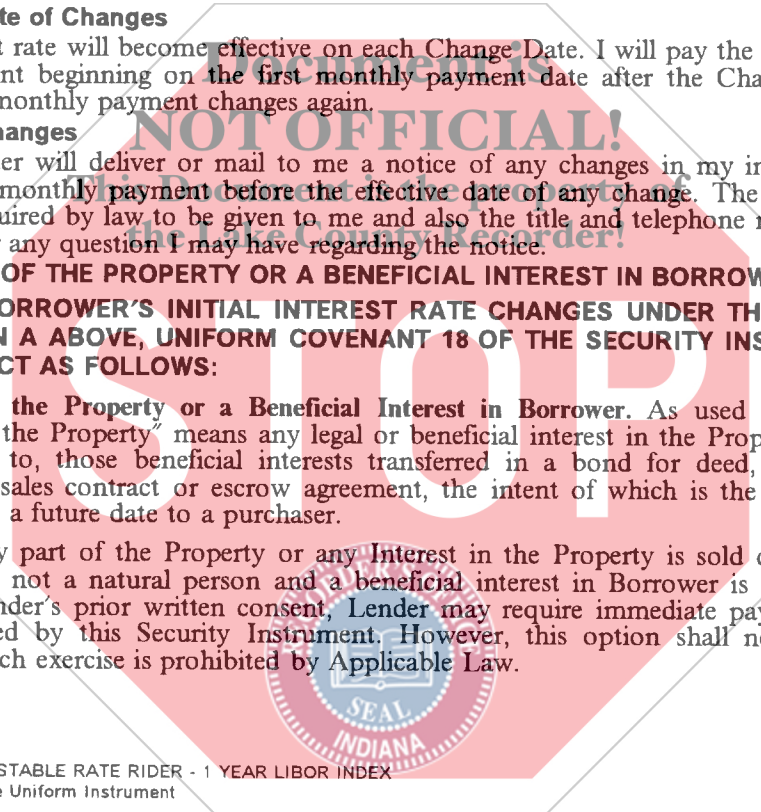 te of Changes
t rate will become effective on each Change Date. I will pay the
nt beginning on the first monthly payment date after the Cha
monthly payment changes again.
hanges
er will deliver or mail to me a notice of any changes in my in
monthly payment before the effective date of any change. The
uired by law to be given to me and also the title and telephone
any question I may have regarding the notice.
Document is
NOT OFFICIAL!
This Document is the property of
the Lake County Recorder!
OF THE PROPERTY OR A BENEFICIAL INTEREST IN BORROW
ORROWER'S INITIAL INTEREST RATE CHANGES UNDER TH
N A ABOVE, UNIFORM COVENANT 18 OF THE SECURITY INS
CT AS FOLLOWS:
STOP
the Property or a Beneficial Interest in Borrower. As used
the Property" means any legal or beneficial interest in the Prop
to, those beneficial interests transferred in a bond for deed,
sales contract or escrow agreement, the intent of which is the
a future date to a purchaser.
y part of the Property or any Interest in the Property is sold
not a natural person and a beneficial interest in Borrower is
nder's prior written consent, Lender may require immediate pay
ed by this Security Instrument. However, this option shall n
ch exercise is prohibited by Applicable Law.
SEAL
INDIANA
STABLE RATE RIDER - 1 YEAR LIBOR INDEX
e Uniform Instrument